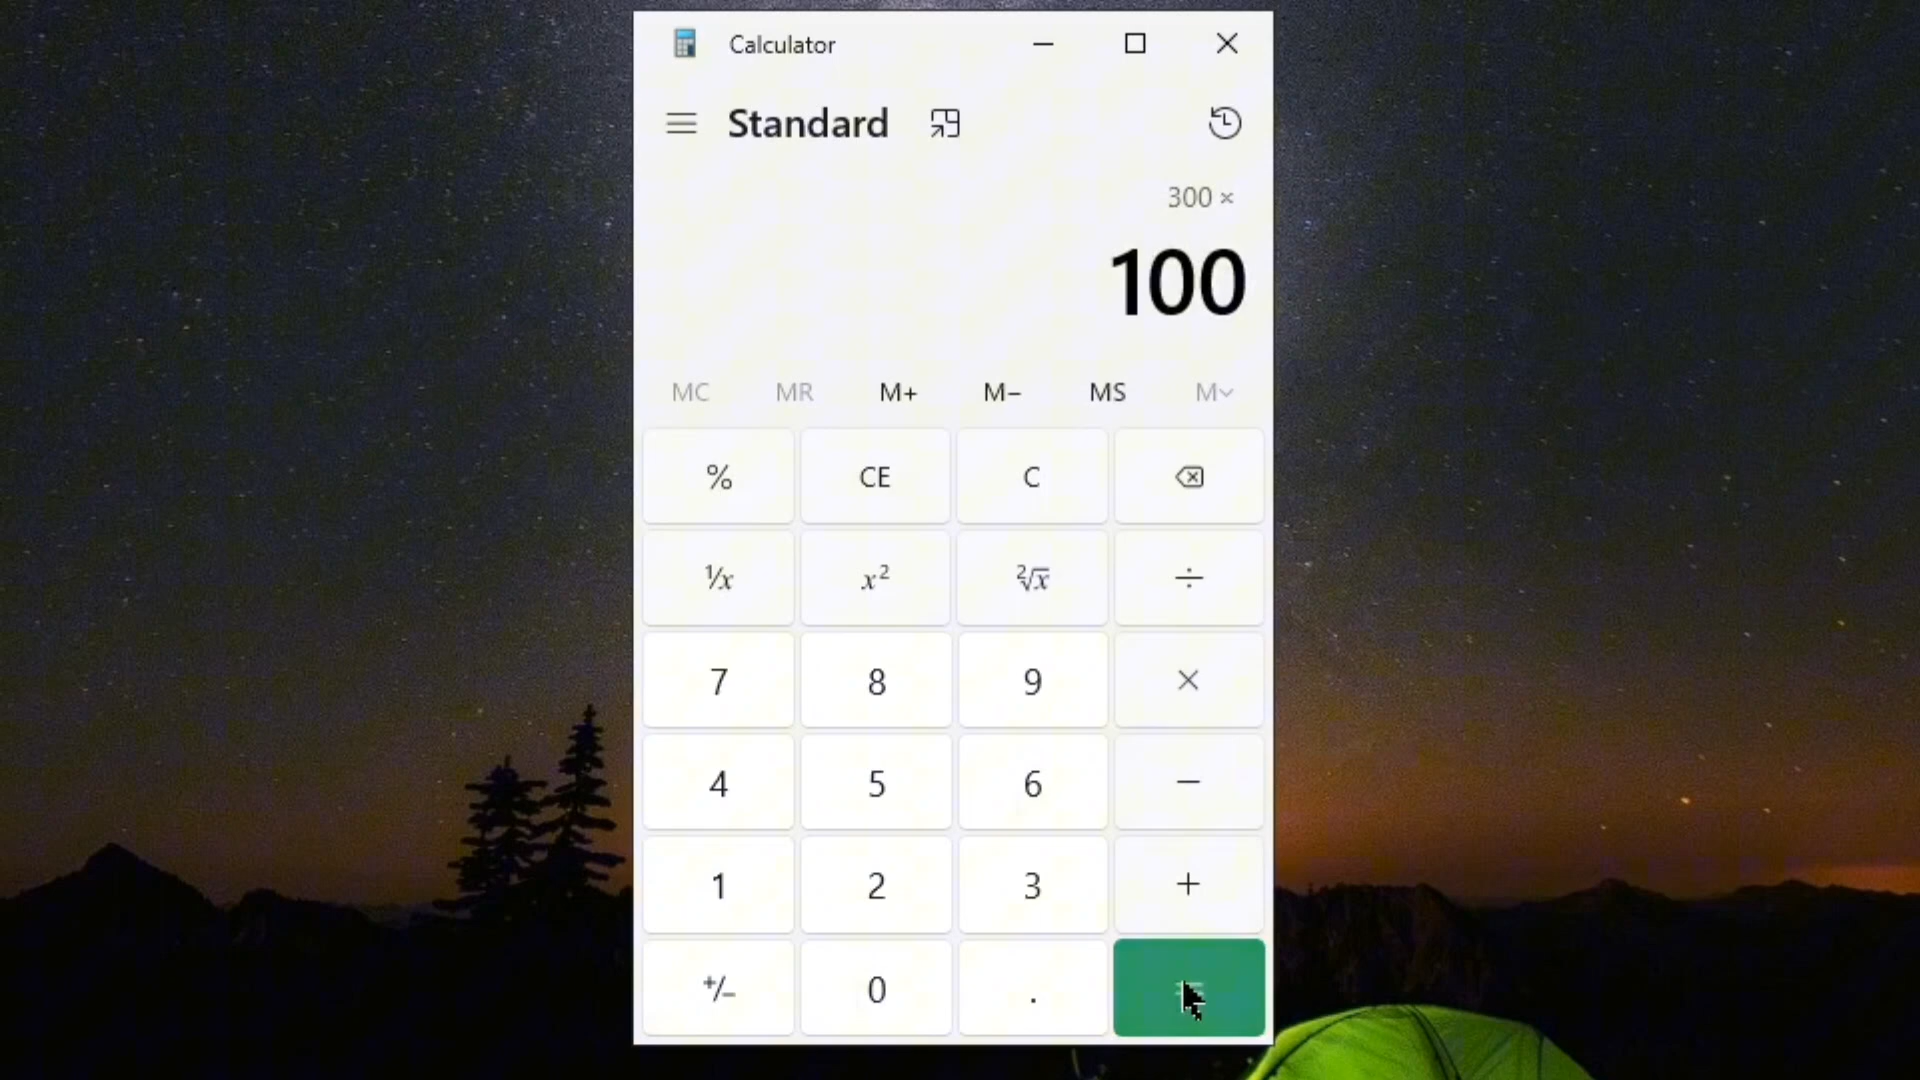 Calculator
Standard
300 ×
100
MC MR M+ M− MS M
% CE C
1/x x² ²√x ÷
7 8 9 ×
4 5 6 −
1 2 3 +
+/− 0 . =